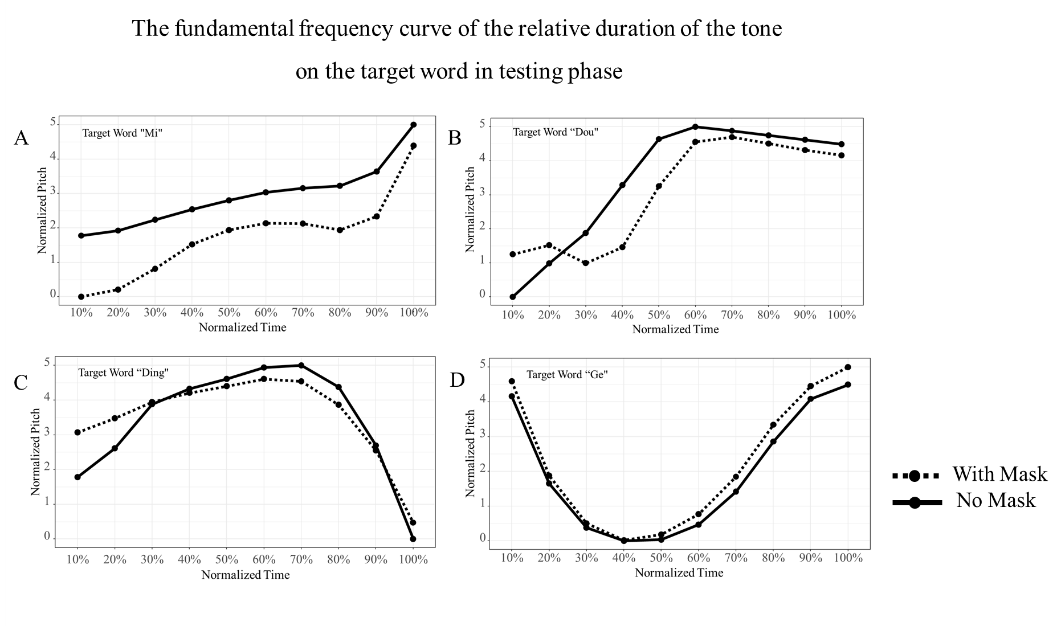 The fundamental frequency curve of the relative duration of the tone
on the target word in testing phase
A
Target Word "Mi"
Normalized Pitch
5
4
3
2
1
0
10% 20% 30% 40% 50% 60% 70% 80% 90% 100%
Normalized Time
B
Target Word “Dou"
Normalized Pitch
5
4
3
2
1
0
10% 20% 30% 40% 50% 60% 70% 80% 90% 100%
Normalized Time
C
Target Word “Ding"
Normalized Pitch
5
4
3
2
1
0
10% 20% 30% 40% 50% 60% 70% 80% 90% 100%
Normalized Time
D
Target Word “Ge"
Normalized Pitch
5
4
3
2
1
0
10% 20% 30% 40% 50% 60% 70% 80% 90% 100%
Normalized Time
With Mask
No Mask